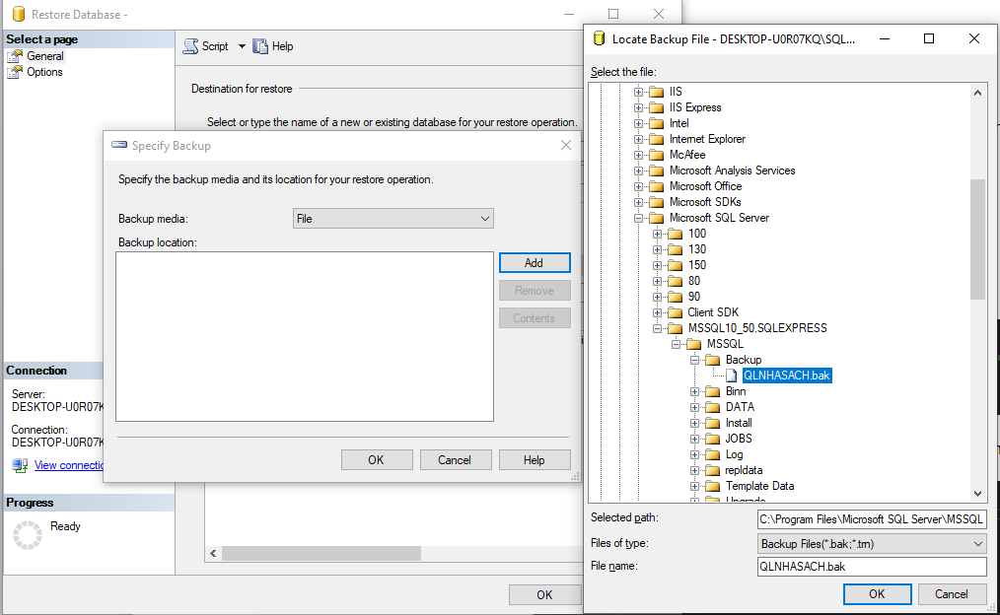 Restore Database -
Select a page
General
Options
Script
Help
Destination for restore
Select or type the name of a new or existing database for your restore operation.
Specify Backup
Specify the backup media and its location for your restore operation.
Backup media:
File
Backup location:
Add
Remove
Contents
OK
Cancel
Help
Connection
Server:
DESKTOP-U0R07K
Connection:
DESKTOP-U0R07K
View connectio
Progress
Ready
OK
Locate Backup File - DESKTOP-U0R07KQ\SQL...
Select the file:
IIS
IIS Express
Intel
Internet Explorer
McAfee
Microsoft Analysis Services
Microsoft Office
Microsoft SDKs
Microsoft SQL Server
100
130
150
80
90
Client SDK
MSSQL10_50.SQLEXPRESS
MSSQL
Backup
QLNHASACH.bak
Binn
DATA
Install
JOBS
Log
repldata
Template Data
Upgrade
Selected path:
C:\Program Files\Microsoft SQL Server\MSSQL
Files of type:
Backup Files(*.bak;*.trn)
File name:
QLNHASACH.bak
OK
Cancel